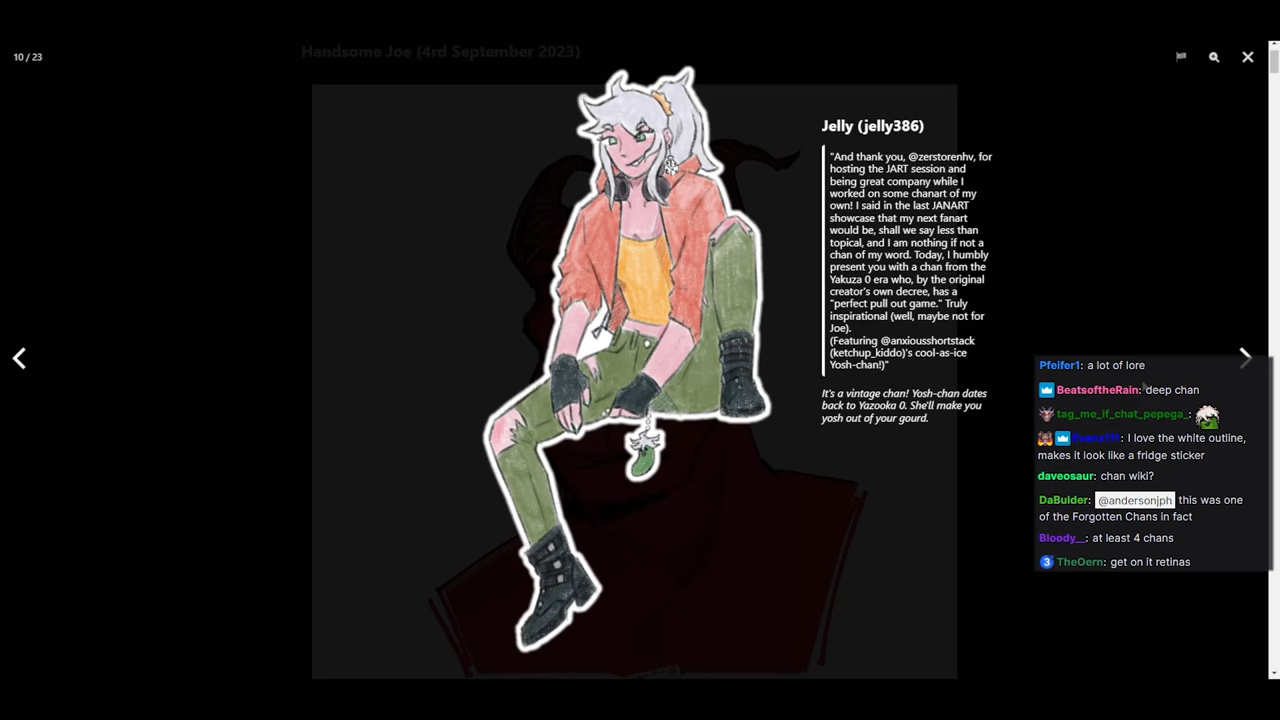 10 / 23
Handsome Joe (4rd September 2023)
Jelly (jelly386)
"And thank you, @zerstorenhv, for
hosting the JART session and
being great company while I
worked on some chanart of my
own! I said in the last JANART
showcase that my next fanart
would be, shall we say less than
topical, and I am nothing if not a
chan of my word. Today, I humbly
present you with a chan from the
Yakuza 0 era who, by the original
creator's own decree, has a
"perfect pull out game." Truly
inspirational (well, maybe not for
Joe).
(Featuring @anxiousshortstack
(ketchup_kiddo)'s cool-as-ice
Yosh-chan!)"
It's a vintage chan! Yosh-chan dates
back to Yazooka 0. She'll make you
yosh out of your gourd.
Pfeifer1: a lot of lore
BeatsoftheRain: deep chan
tag_me_if_chat_pepega_:
: I love the white outline,
makes it look like a fridge sticker
daveosaur: chan wiki?
DaBulder: @andersonjph this was one
of the Forgotten Chans in fact
Bloody__: at least 4 chans
3 TheOern: get on it retinas